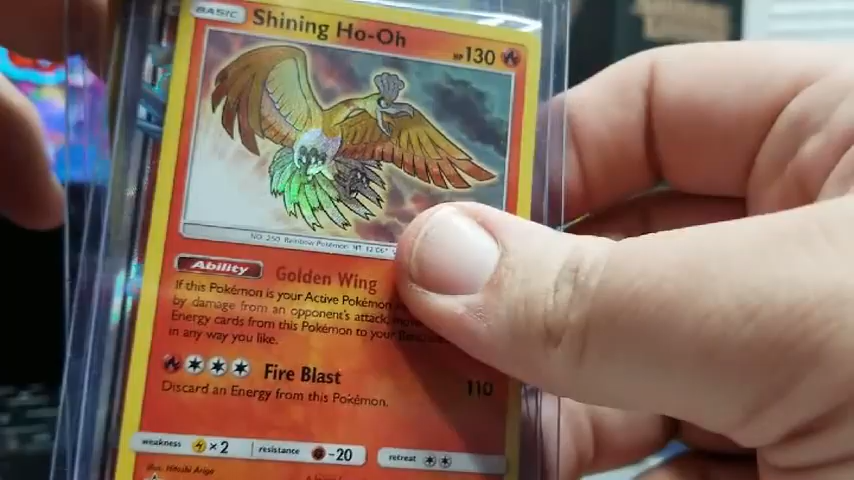 BASIC Shining Ho-Oh HP 130
NO. 250 Rainbow Pokémon HT: 12'06"
Ability Golden Wing
If this Pokémon is your Active Pokémon
by damage from an opponent's attack, move
Energy cards from this Pokémon to your
in any way you like.
Fire Blast 110
Discard an Energy from this Pokémon.
weakness ×2 resistance -20 retreat
Illus. Hitoshi Ariga